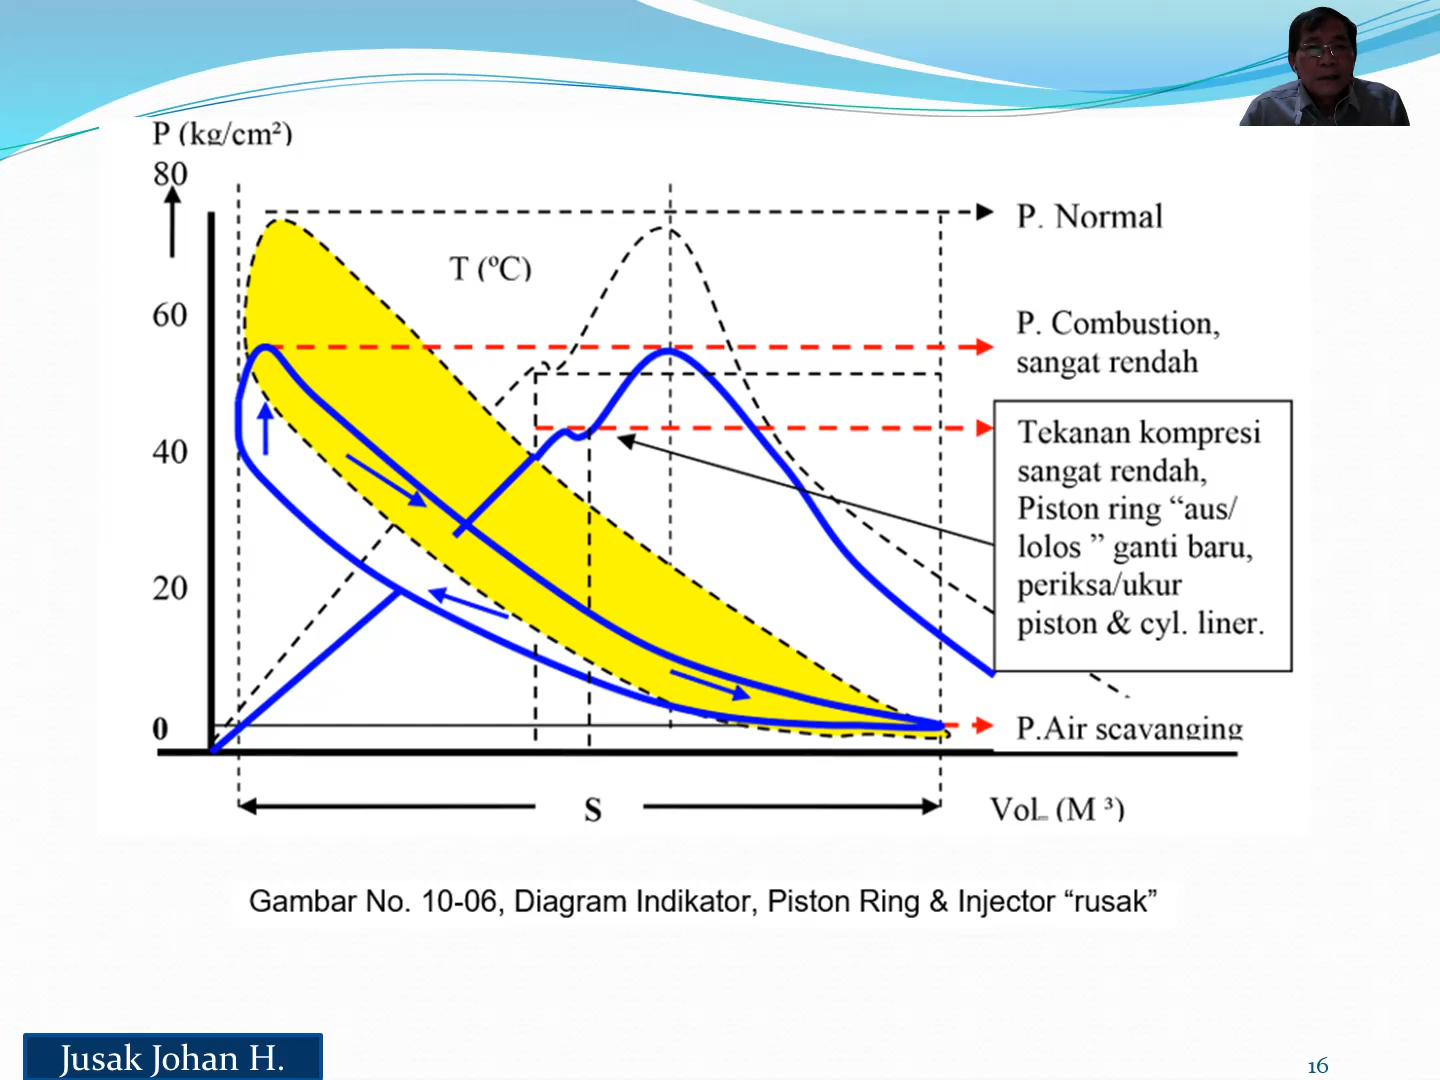 P (kg/cm²)
80
60
40
20
0
T (ºC)
P. Normal
P. Combustion,
sangat rendah
Tekanan kompresi
sangat rendah,
Piston ring “aus/
lolos ” ganti baru,
periksa/ukur
piston & cyl. liner.
P.Air scavanging
S
Vol. (M ³)
Gambar No. 10-06, Diagram Indikator, Piston Ring & Injector “rusak”
Jusak Johan H.
16